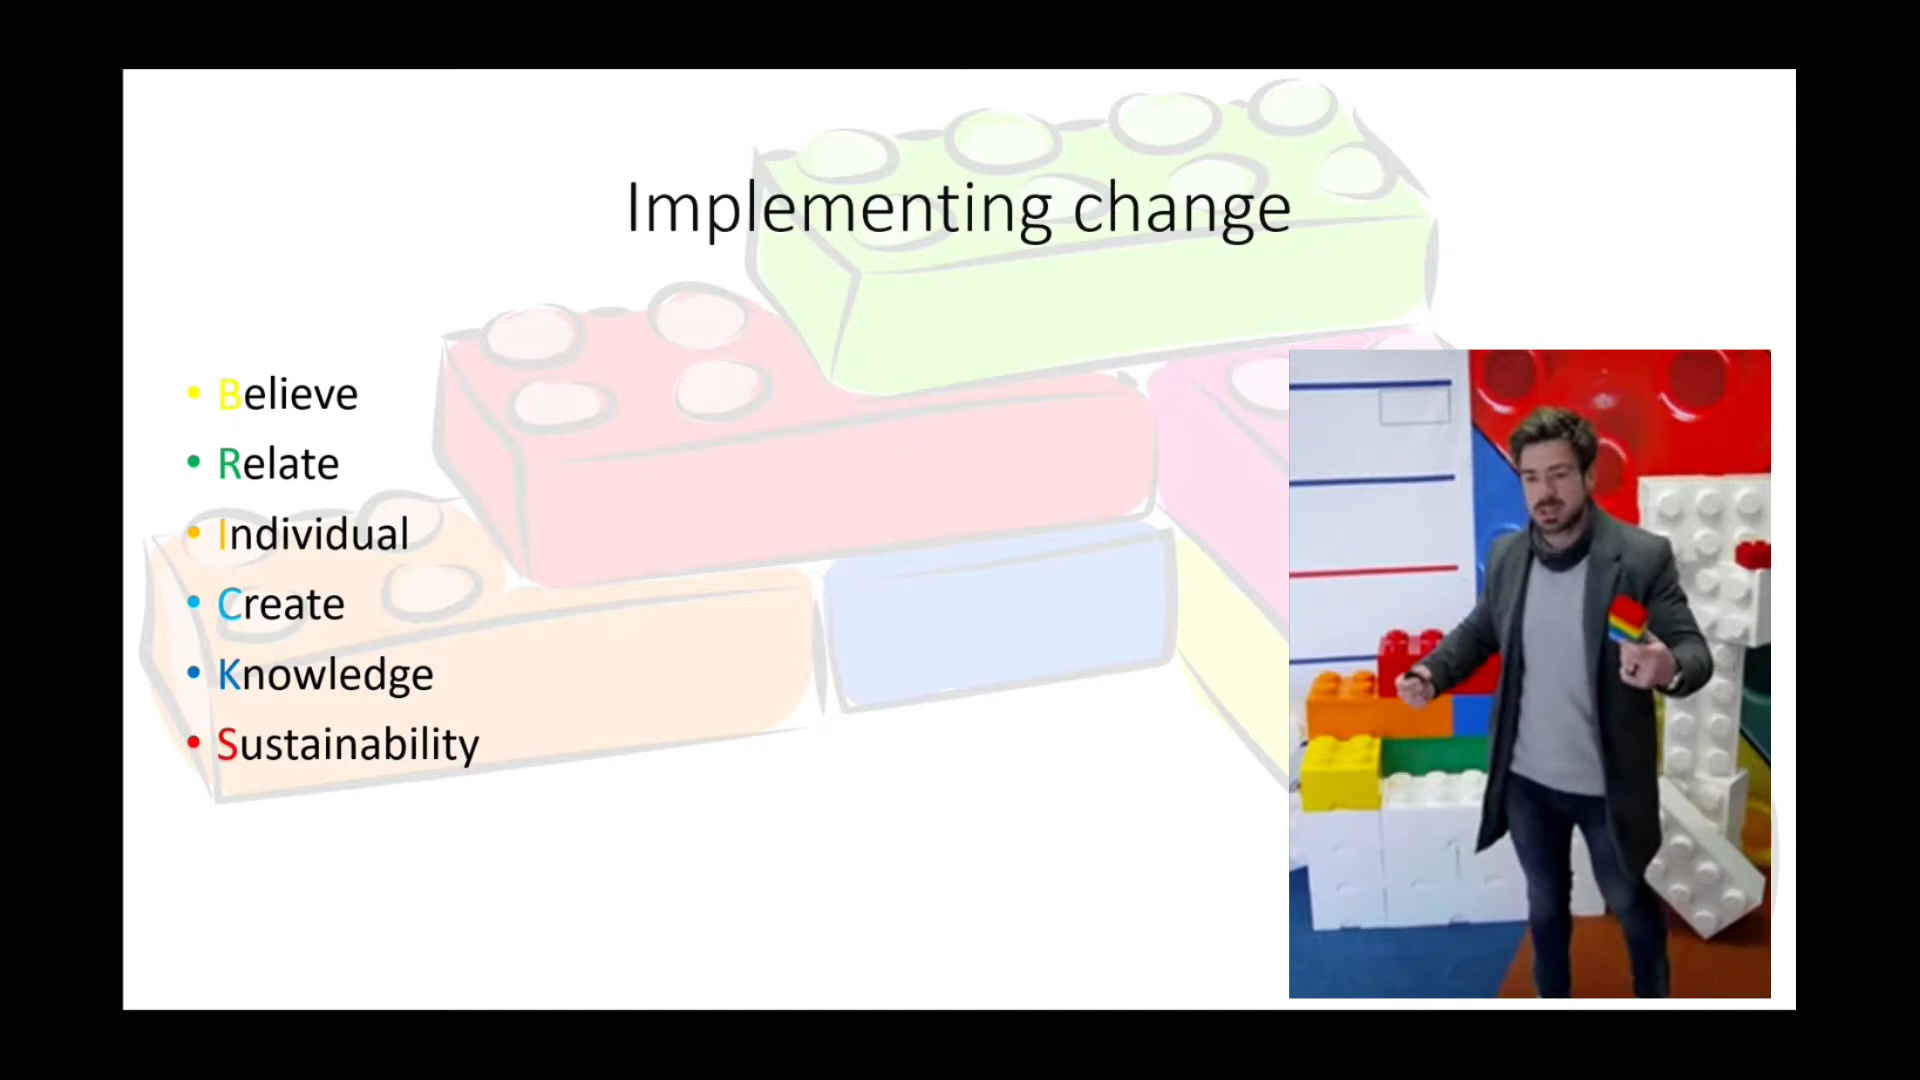 Implementing change
• Believe
• Relate
• Individual
• Create
• Knowledge
• Sustainability